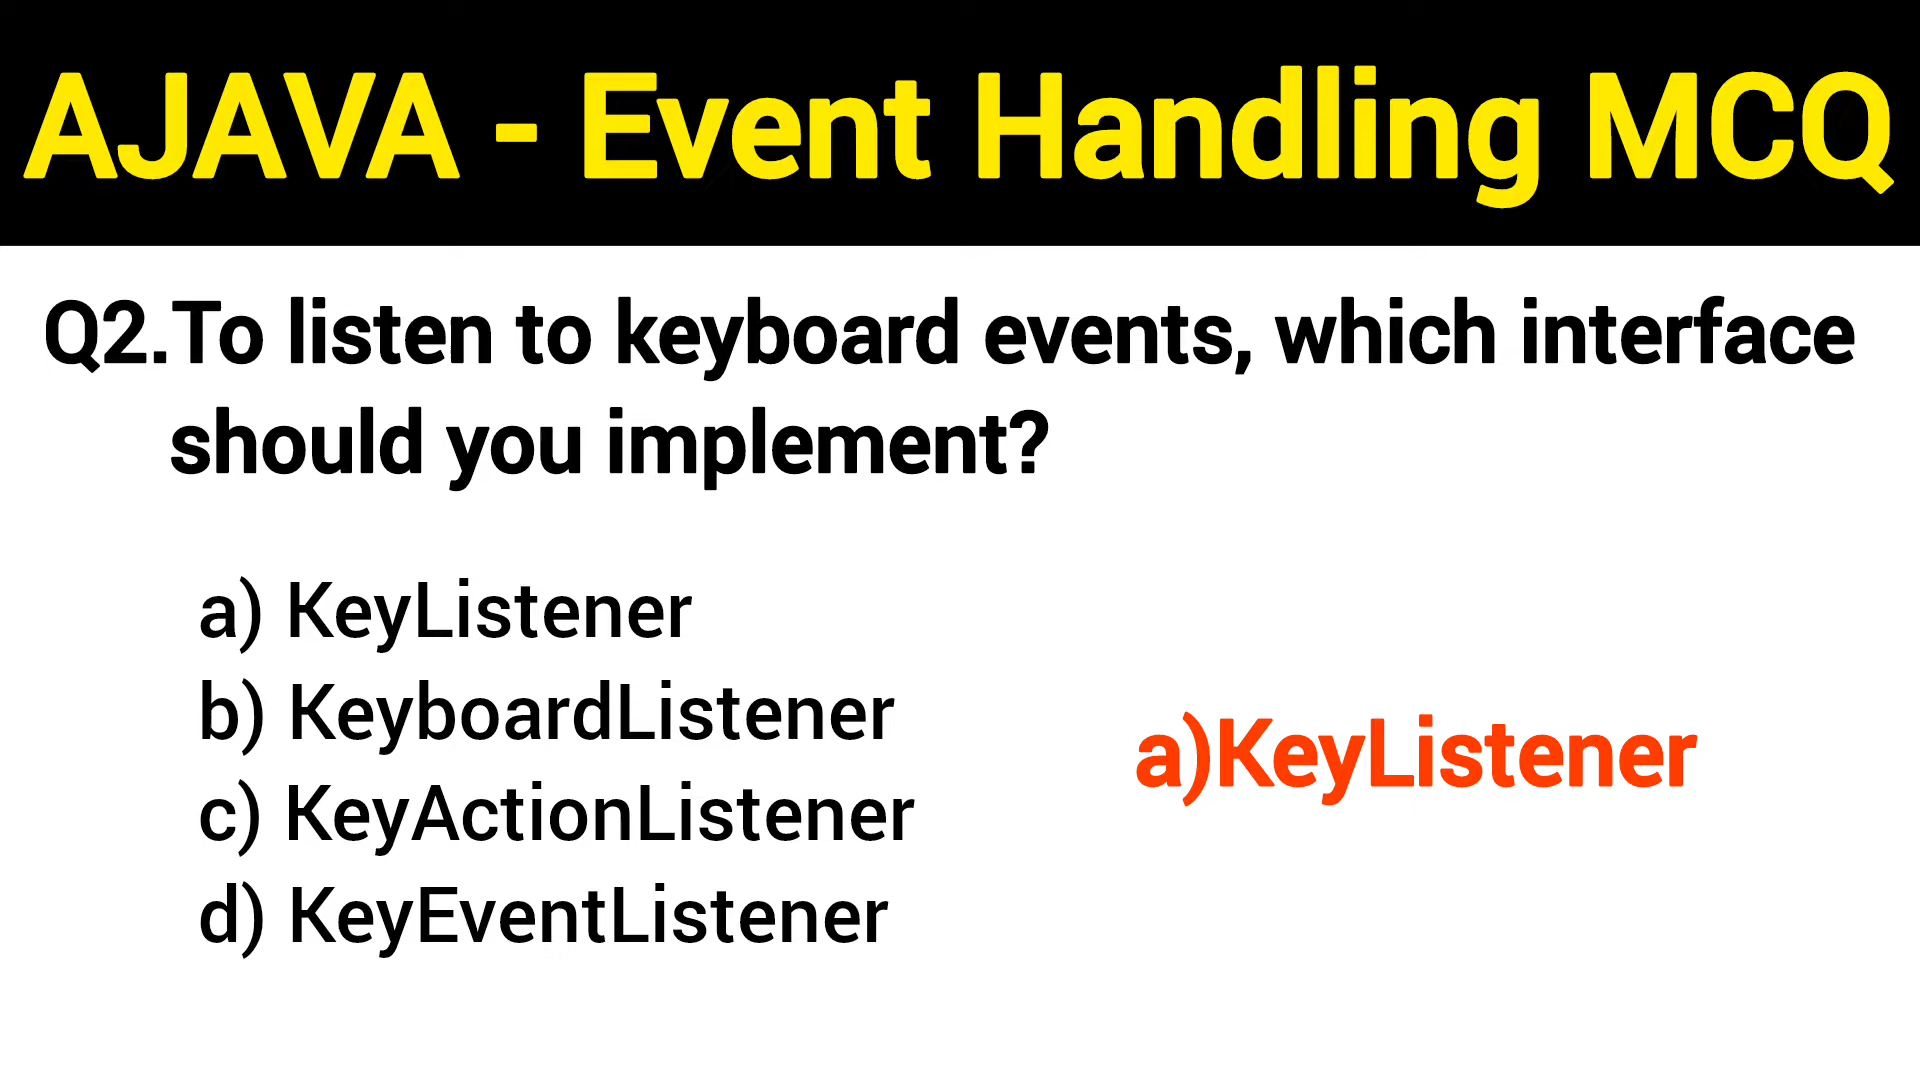 AJAVA - Event Handling MCQ
Q2.To listen to keyboard events, which interface
should you implement?
a) KeyListener
b) KeyboardListener
a)KeyListener
c) KeyActionListener
d) KeyEventListener